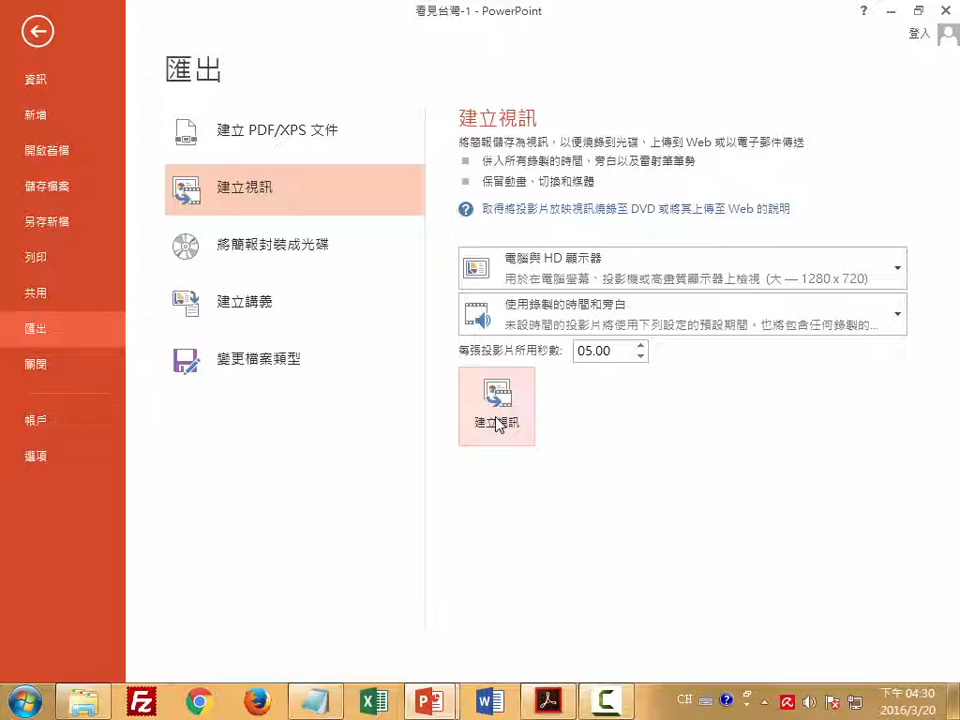 看見台灣-1 - PowerPoint
?
登入
資訊
新增
開啟舊檔
儲存檔案
另存新檔
列印
共用
匯出
關閉
帳戶
選項
匯出
建立 PDF/XPS 文件
建立視訊
將簡報封裝成光碟
建立講義
變更檔案類型
建立視訊
將簡報儲存為視訊，以便燒錄到光碟、上傳到 Web 或以電子郵件傳送
併入所有錄製的時間、旁白以及雷射筆筆勢
保留動畫、切換和媒體
取得將投影片放映視訊燒錄至 DVD 或將其上傳至 Web 的說明
電腦與 HD 顯示器
用於在電腦螢幕、投影機或高畫質顯示器上檢視 (大 — 1280 x 720)
使用錄製的時間和旁白
未設時間的投影片將使用下列設定的預設期間。也將包含任何錄製的...
每張投影片所用秒數: 05.00
建立視訊
CH
下午 04:30
2016/3/20